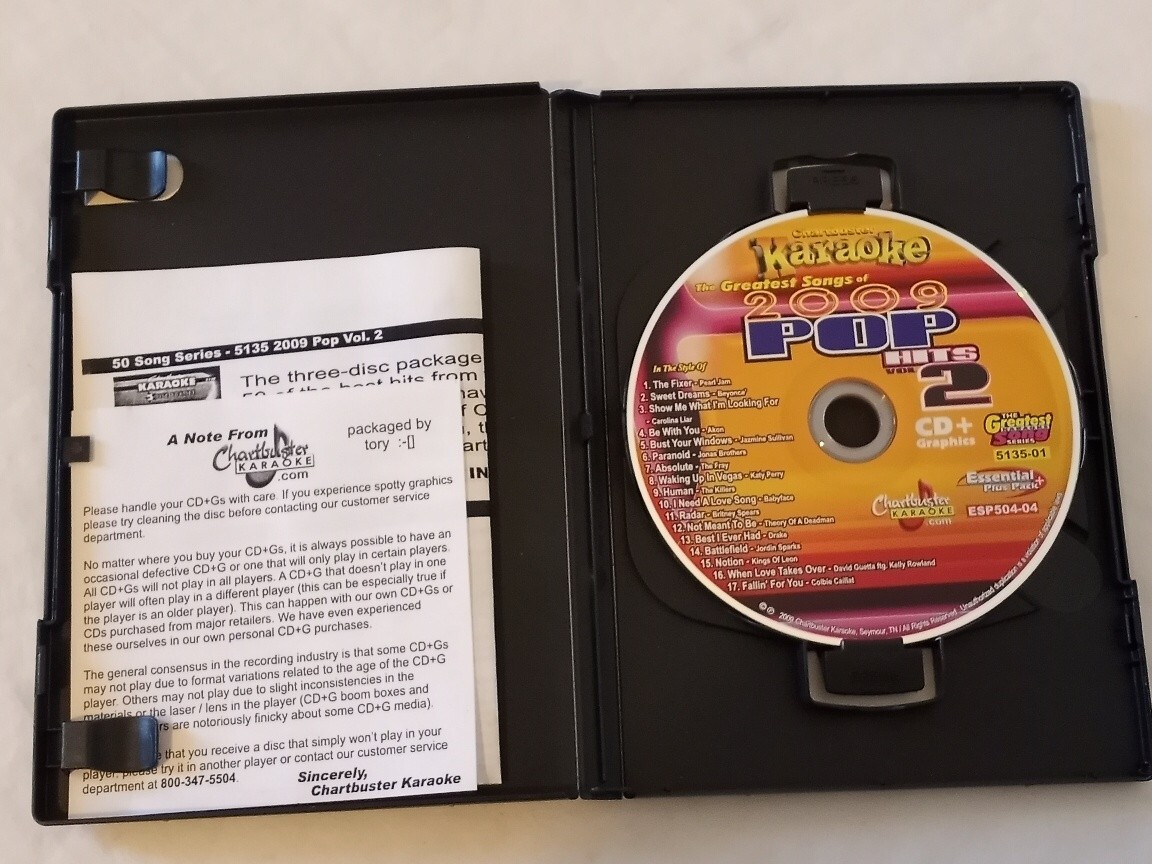 50 Song Series - 5135 2009 Pop Vol. 2
KARAOKE
The three-disc package
hits from
A Note From
Chartbuster
KARAOKE
.com
packaged by
tory :-[]
IN
Please handle your CD+Gs with care. If you experience spotty graphics
please try cleaning the disc before contacting our customer service
department.
No matter where you buy your CD+Gs, it is always possible to have an
occasional defective CD+G or one that will only play in certain players.
All CD+Gs will not play in all players. A CD+G that doesn't play in one
player will often play in a different player (this can be especially true if
the player is an older player). This can happen with our own CD+Gs or
CDs purchased from major retailers. We have even experienced
these ourselves in our own personal CD+G purchases.
The general consensus in the recording industry is that some CD+Gs
may not play due to format variations related to the age of the CD+G
player. Others may not play due to slight inconsistencies in the
materials or the laser / lens in the player (CD+G boom boxes and
are notoriously finicky about some CD+G media).
that you receive a disc that simply won't play in your
player, please try it in another player or contact our customer service
department at 800-347-5504.
Sincerely,
Chartbuster Karaoke
Chartbuster
Karaoke
The Greatest Songs of
2009
POP
HITS
VOL.
2
In The Style Of
1. The Fixer - Pearl Jam
2. Sweet Dreams - Beyonce'
3. Show Me What I'm Looking For
- Carolina Liar
4. Be With You - Akon
5. Bust Your Windows - Jazmine Sullivan
6. Paranoid - Jonas Brothers
7. Absolute - The Fray
8. Waking Up In Vegas - Katy Perry
9. Human - The Killers
10. I Need A Love Song - Babyface
11. Radar - Britney Spears
12. Not Meant To Be - Theory Of A Deadman
13. Best I Ever Had - Drake
14. Battlefield - Jordin Sparks
15. Notion - Kings Of Leon
16. When Love Takes Over - David Guetta ftg. Kelly Rowland
17. Fallin' For You - Colbie Caillat
CD+
Graphics
THE
Greatest
Song
SERIES
5135-01
Essential
Plus Pack+
ESP504-04
Chartbuster
KARAOKE
.com
© ℗ 2009 Chartbuster Karaoke, Seymour, TN / All Rights Reserved. Unauthorized duplication is a violation of applicable laws